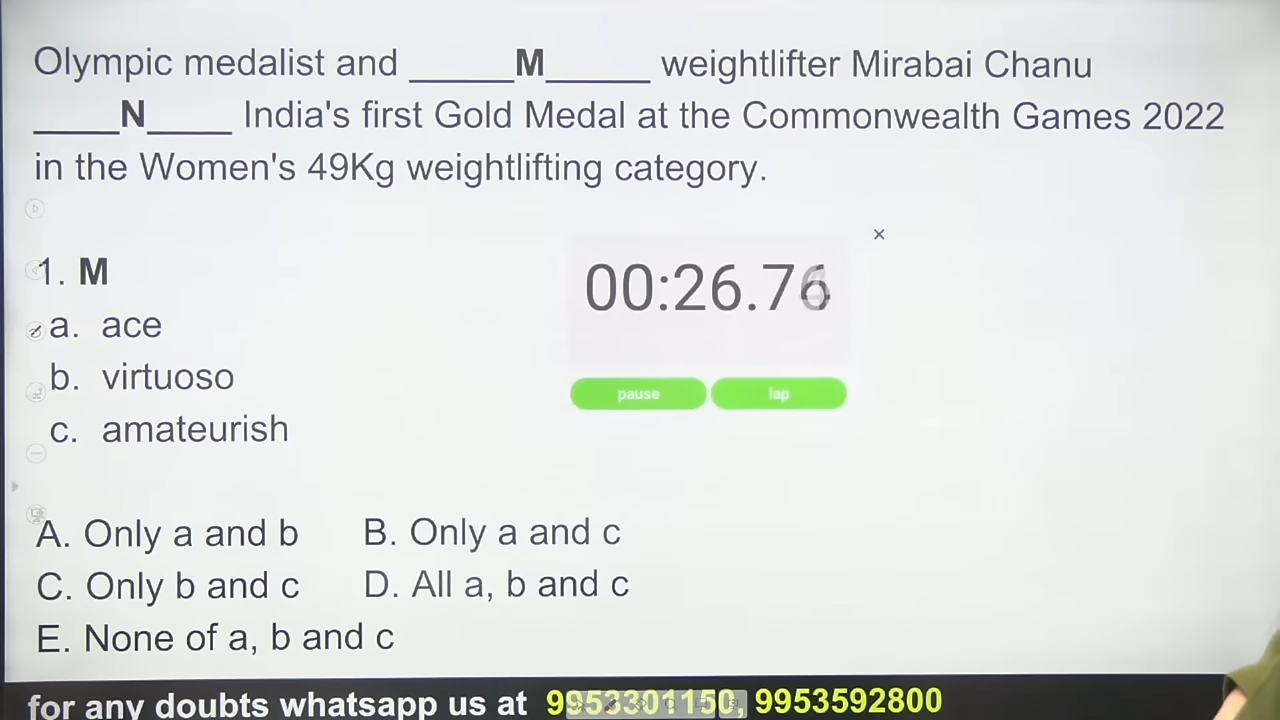 Olympic medalist and _____M_____ weightlifter Mirabai Chanu
____N____ India's first Gold Medal at the Commonwealth Games 2022
in the Women's 49Kg weightlifting category.
×
1. M
00:26.76
a. ace
b. virtuoso
pause lap
c. amateurish
A. Only a and b B. Only a and c
C. Only b and c D. All a, b and c
E. None of a, b and c
for any doubts whatsapp us at 9953301150, 9953592800